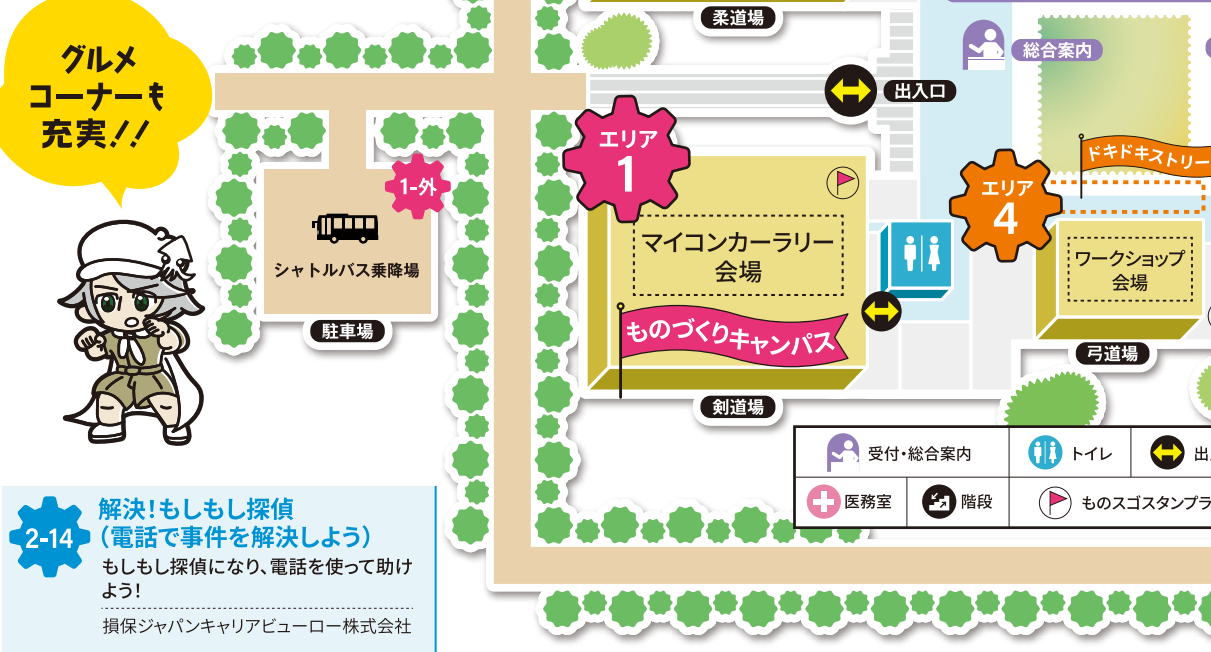 グルメ
コーナーも
充実!!
柔道場
総合案内
出入口
エリア
1
1-外
シャトルバス乗降場
駐車場
マイコンカーラリー
会場
ものづくりキャンパス
剣道場
ドキドキストリー
エリア
4
ワークショップ
会場
弓道場
受付・総合案内
トイレ
出
医務室
階段
ものスゴスタンプラ
2-14
解決!もしもし探偵
(電話で事件を解決しよう)
もしもし探偵になり、電話を使って助け
よう!
損保ジャパンキャリアビューロー株式会社